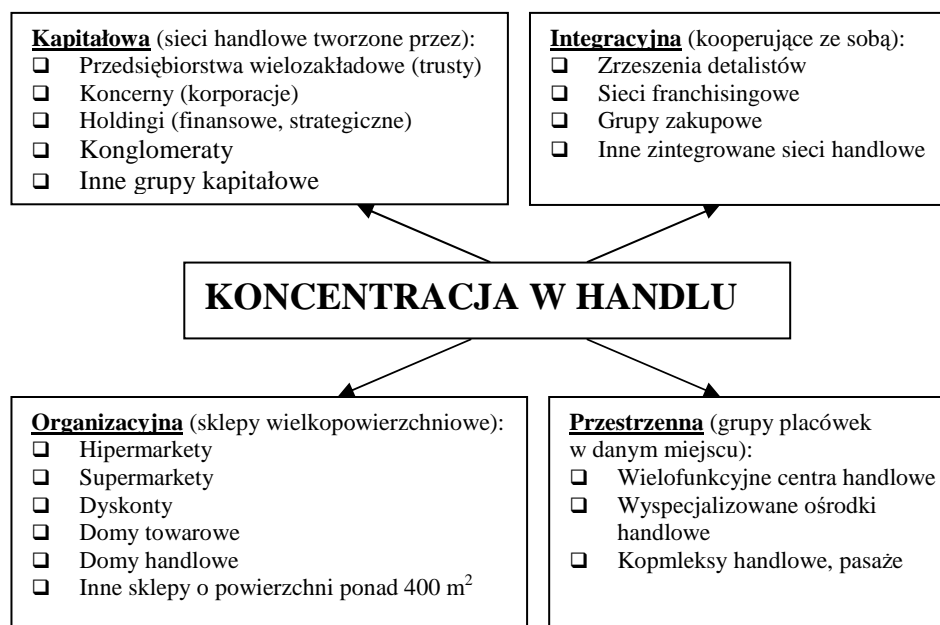 Kapitałowa (sieci handlowe tworzone przez):
❑ Przedsiębiorstwa wielozakładowe (trusty)
❑ Koncerny (korporacje)
❑ Holdingi (finansowe, strategiczne)
❑ Konglomeraty
❑ Inne grupy kapitałowe
Integracyjna (kooperujące ze sobą):
❑ Zrzeszenia detalistów
❑ Sieci franchisingowe
❑ Grupy zakupowe
❑ Inne zintegrowane sieci handlowe
KONCENTRACJA W HANDLU
Organizacyjna (sklepy wielkopowierzchniowe):
❑ Hipermarkety
❑ Supermarkety
❑ Dyskonty
❑ Domy towarowe
❑ Domy handlowe
❑ Inne sklepy o powierzchni ponad 400 m²
Przestrzenna (grupy placówek
w danym miejscu):
❑ Wielofunkcyjne centra handlowe
❑ Wyspecjalizowane ośrodki
handlowe
❑ Kopmleksy handlowe, pasaże